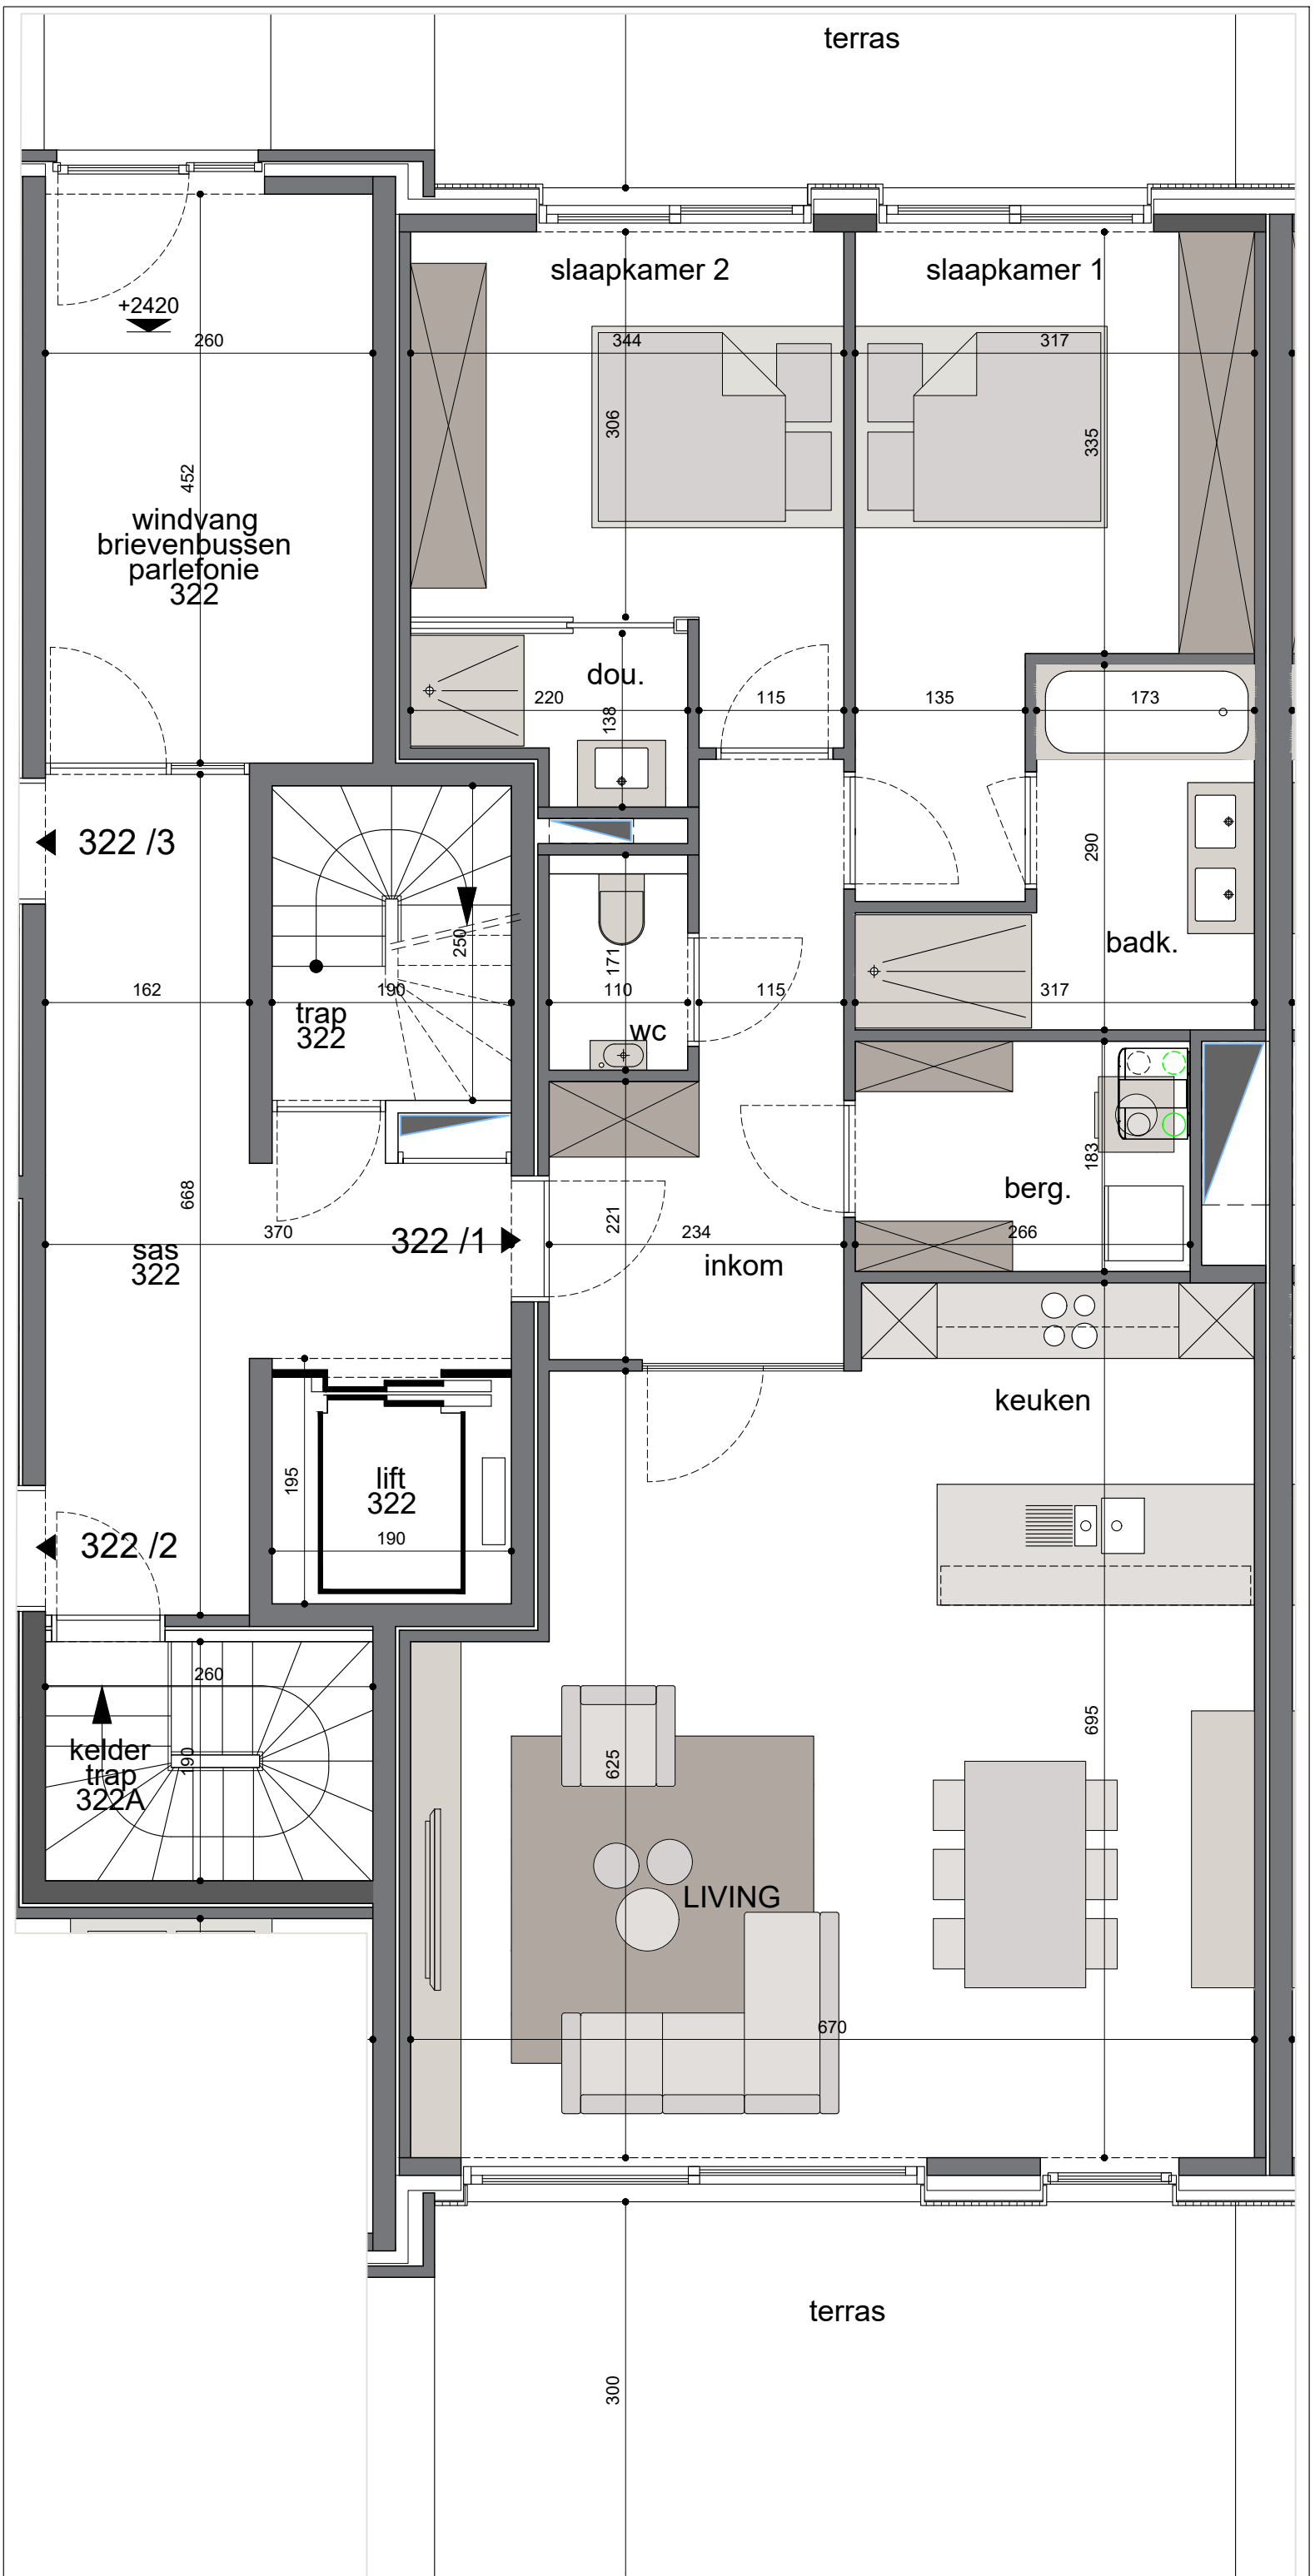 terras
slaapkamer 2
slaapkamer 1
+2420
260
344
317
306
335
452
windvang
brievenbussen
parlefonie
322
dou.
220
138
115
135
173
322 /3
290
250
171
badk.
162
190
110
115
317
trap
322
wc
183
berg.
668
221
370
322 /1
234
266
sas
322
inkom
keuken
195
lift
322
190
322 /2
260
190
kelder
trap
322A
625
695
LIVING
670
terras
300